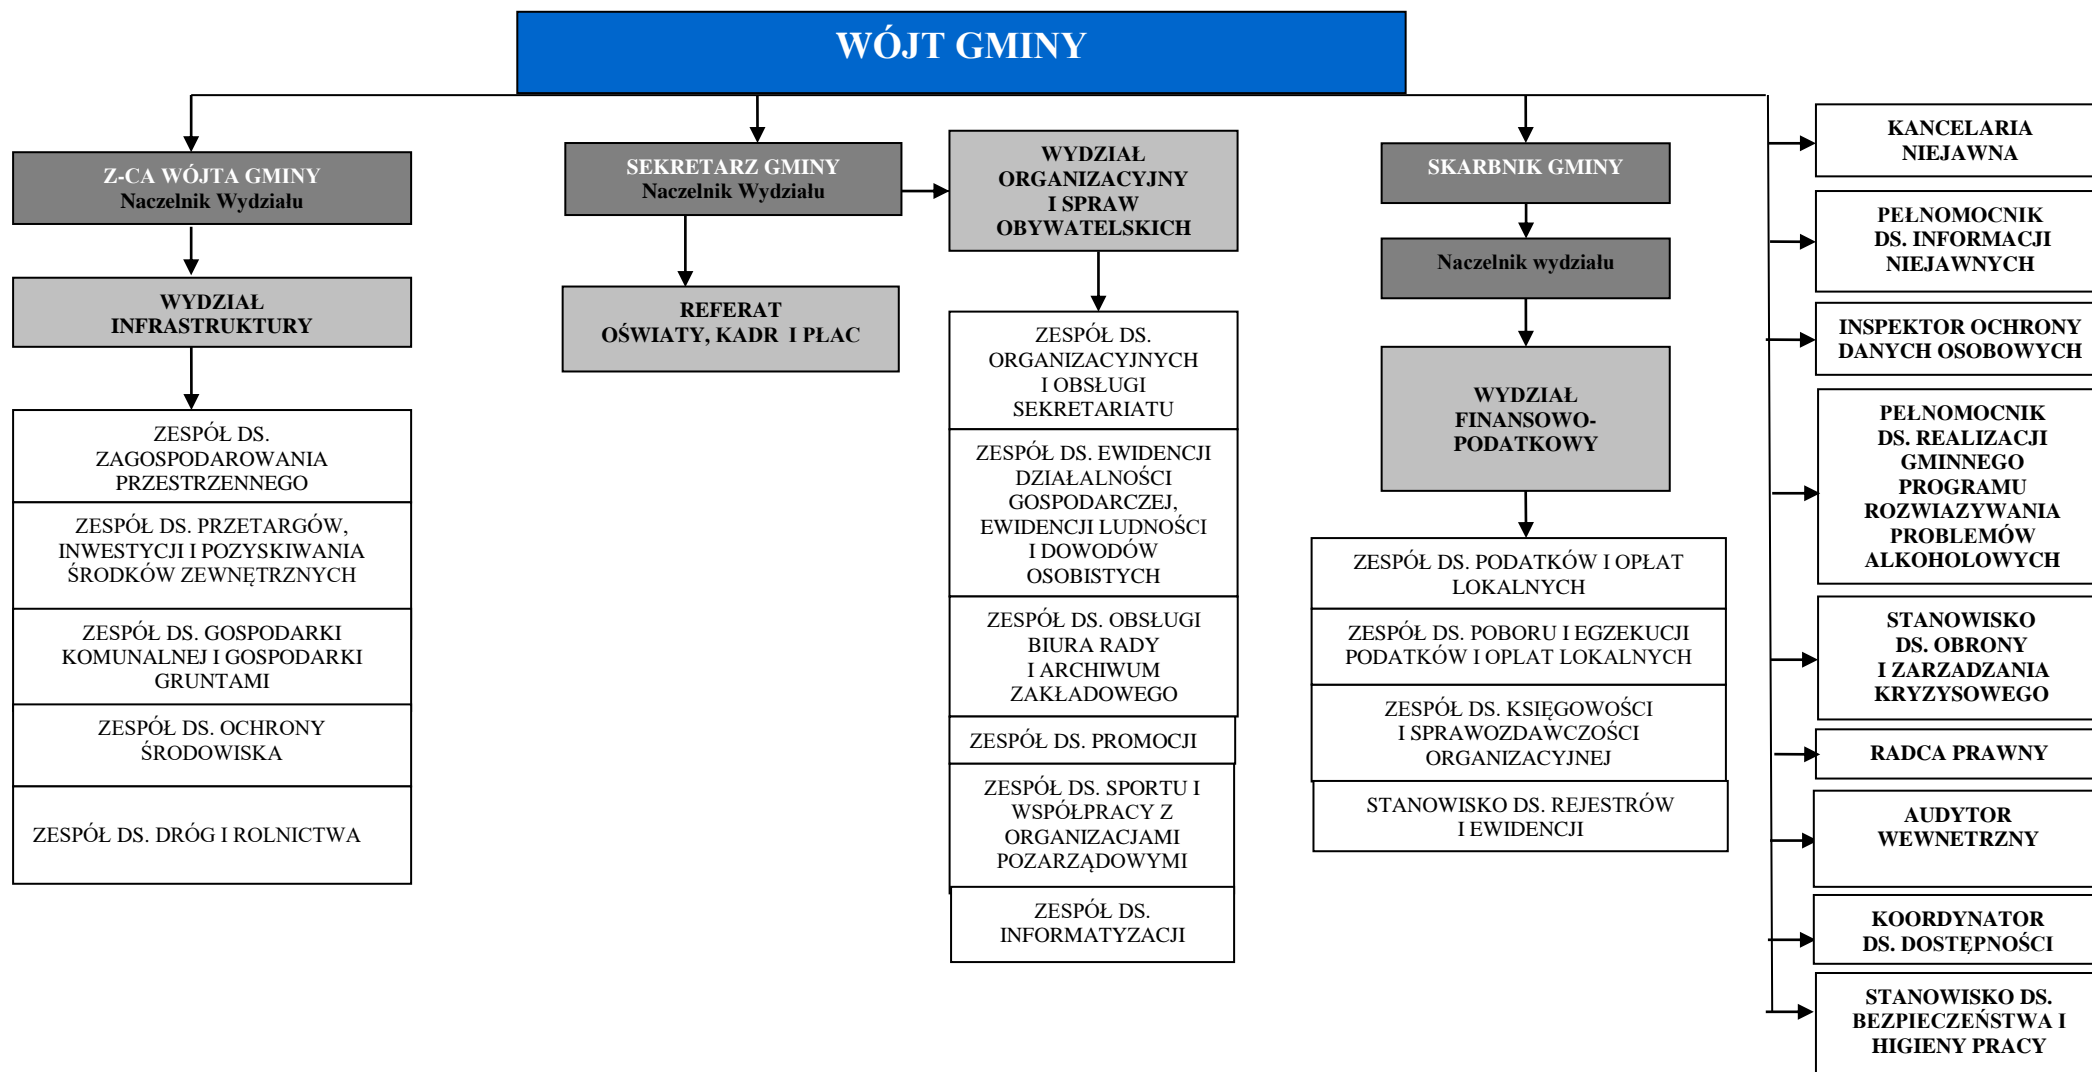 WÓJT GMINY
Z-CA WÓJTA GMINY
Naczelnik Wydziału
WYDZIAŁ
INFRASTRUKTURY
ZESPÓŁ DS.
ZAGOSPODAROWANIA
PRZESTRZENNEGO
ZESPÓŁ DS. PRZETARGÓW,
INWESTYCJI I POZYSKIWANIA
ŚRODKÓW ZEWNĘTRZNYCH
ZESPÓŁ DS. GOSPODARKI
KOMUNALNEJ I GOSPODARKI
GRUNTAMI
ZESPÓŁ DS. OCHRONY
ŚRODOWISKA
ZESPÓŁ DS. DRÓG I ROLNICTWA
SEKRETARZ GMINY
Naczelnik Wydziału
REFERAT
OŚWIATY, KADR I PŁAC
WYDZIAŁ
ORGANIZACYJNY
I SPRAW
OBYWATELSKICH
ZESPÓŁ DS.
ORGANIZACYJNYCH
I OBSŁUGI
SEKRETARIATU
ZESPÓŁ DS. EWIDENCJI
DZIAŁALNOŚCI
GOSPODARCZEJ,
EWIDENCJI LUDNOŚCI
I DOWODÓW
OSOBISTYCH
ZESPÓŁ DS. OBSŁUGI
BIURA RADY
I ARCHIWUM
ZAKŁADOWEGO
ZESPÓŁ DS. PROMOCJI
ZESPÓŁ DS. SPORTU I
WSPÓŁPRACY Z
ORGANIZACJAMI
POZARZĄDOWYMI
ZESPÓŁ DS.
INFORMATYZACJI
SKARBNIK GMINY
Naczelnik wydziału
WYDZIAŁ
FINANSOWO-
PODATKOWY
ZESPÓŁ DS. PODATKÓW I OPŁAT
LOKALNYCH
ZESPÓŁ DS. POBORU I EGZEKUCJI
PODATKÓW I OPLAT LOKALNYCH
ZESPÓŁ DS. KSIĘGOWOŚCI
I SPRAWOZDAWCZOŚCI
ORGANIZACYJNEJ
STANOWISKO DS. REJESTRÓW
I EWIDENCJI
KANCELARIA
NIEJAWNA
PEŁNOMOCNIK
DS. INFORMACJI
NIEJAWNYCH
INSPEKTOR OCHRONY
DANYCH OSOBOWYCH
PEŁNOMOCNIK
DS. REALIZACJI
GMINNEGO
PROGRAMU
ROZWIAZYWANIA
PROBLEMÓW
ALKOHOLOWYCH
STANOWISKO
DS. OBRONY
I ZARZADZANIA
KRYZYSOWEGO
RADCA PRAWNY
AUDYTOR
WEWNETRZNY
KOORDYNATOR
DS. DOSTĘPNOŚCI
STANOWISKO DS.
BEZPIECZEŃSTWA I
HIGIENY PRACY